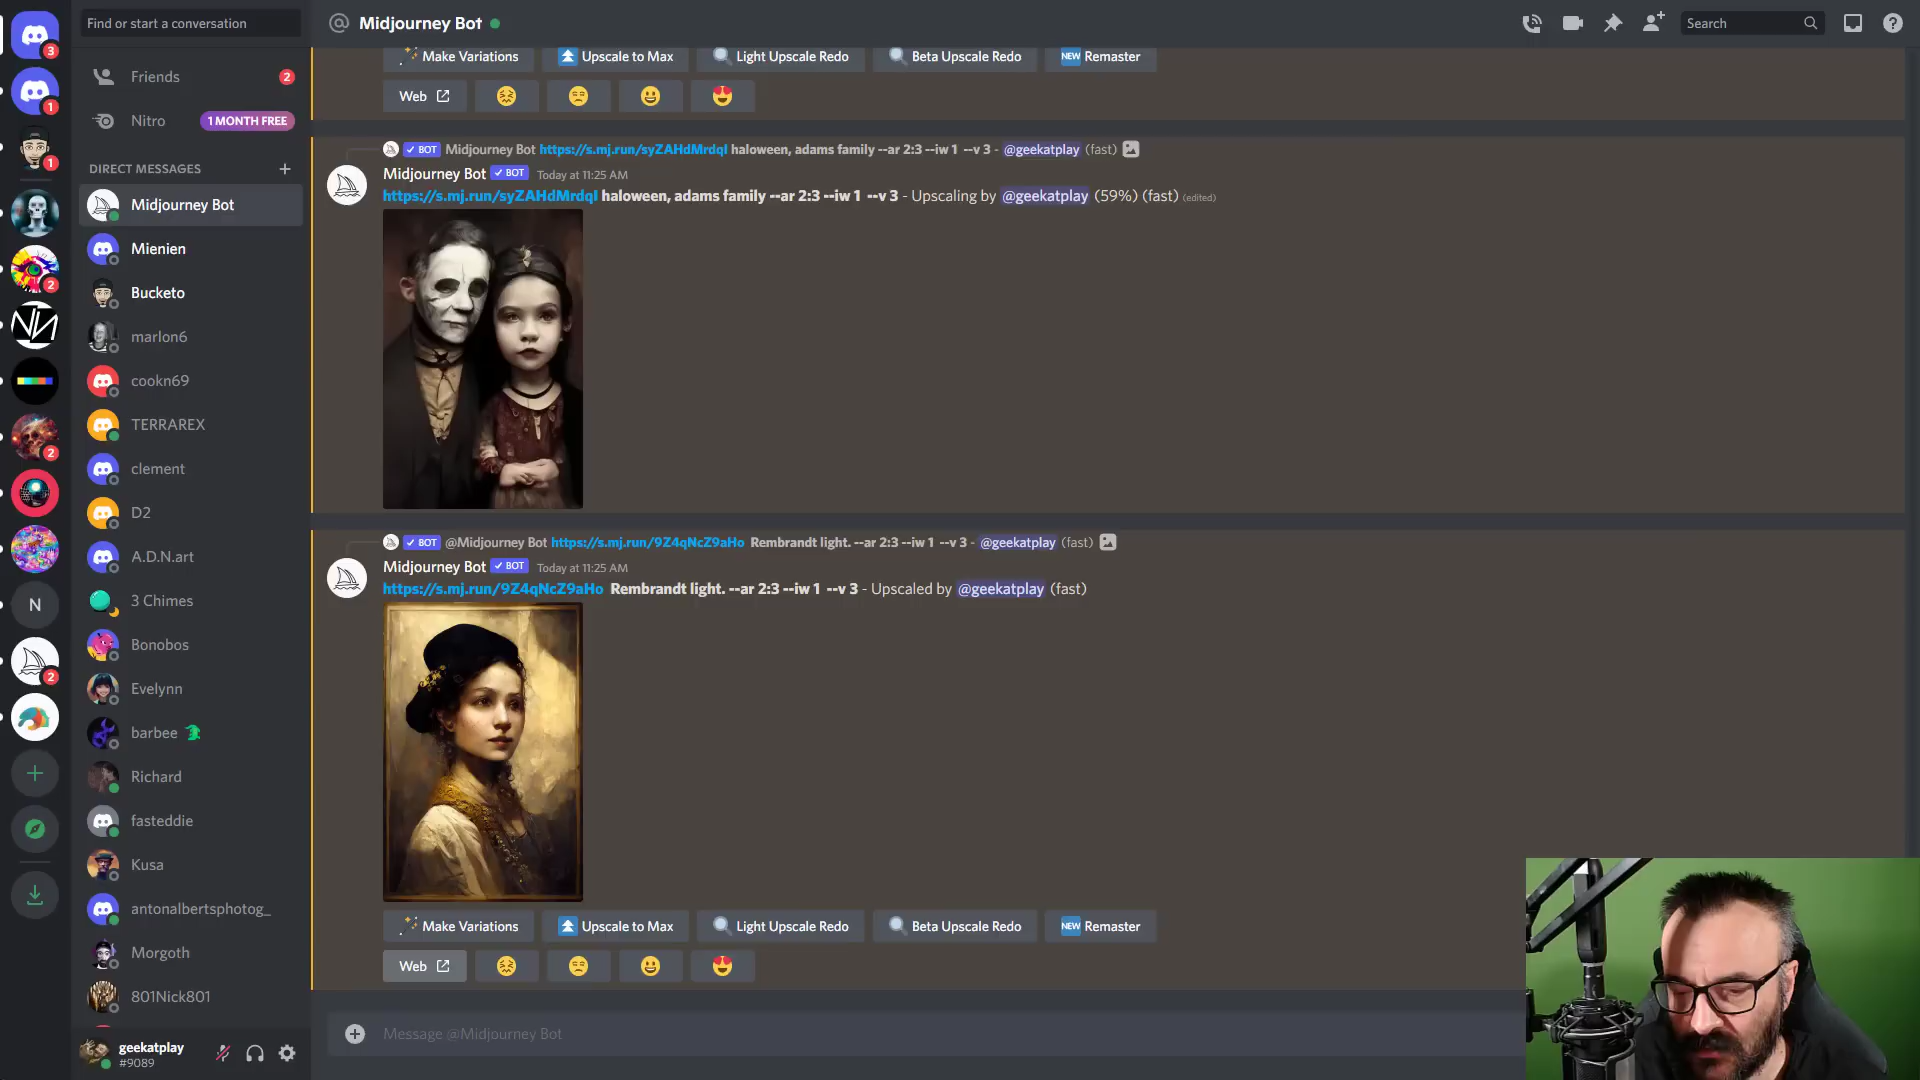 Find or start a conversation
Midjourney Bot
Search
3
Friends
2
1
Nitro
1 MONTH FREE
1
DIRECT MESSAGES
Midjourney Bot
Mienien
2
Bucketo
marlon6
cookn69
TERRAREX
2
clement
D2
A.D.N.art
N
3 Chimes
Bonobos
2
Evelynn
barbee
Richard
fasteddie
Kusa
antonalbertsphotog_
Morgoth
801Nick801
geekatplay
#9089
Make Variations Upscale to Max Light Upscale Redo Beta Upscale Redo NEW Remaster
Web
BOT Midjourney Bot https://s.mj.run/syZAHdMrdqI haloween, adams family --ar 2:3 --iw 1 --v 3 - @geekatplay (fast)
Midjourney Bot BOT Today at 11:25 AM
https://s.mj.run/syZAHdMrdqI haloween, adams family --ar 2:3 --iw 1 --v 3 - Upscaling by @geekatplay (59%) (fast) (edited)
BOT @Midjourney Bot https://s.mj.run/9Z4qNcZ9aHo Rembrandt light. --ar 2:3 --iw 1 --v 3 - @geekatplay (fast)
Midjourney Bot BOT Today at 11:25 AM
https://s.mj.run/9Z4qNcZ9aHo Rembrandt light. --ar 2:3 --iw 1 --v 3 - Upscaled by @geekatplay (fast)
Make Variations Upscale to Max Light Upscale Redo Beta Upscale Redo NEW Remaster
Web
Message @Midjourney Bot